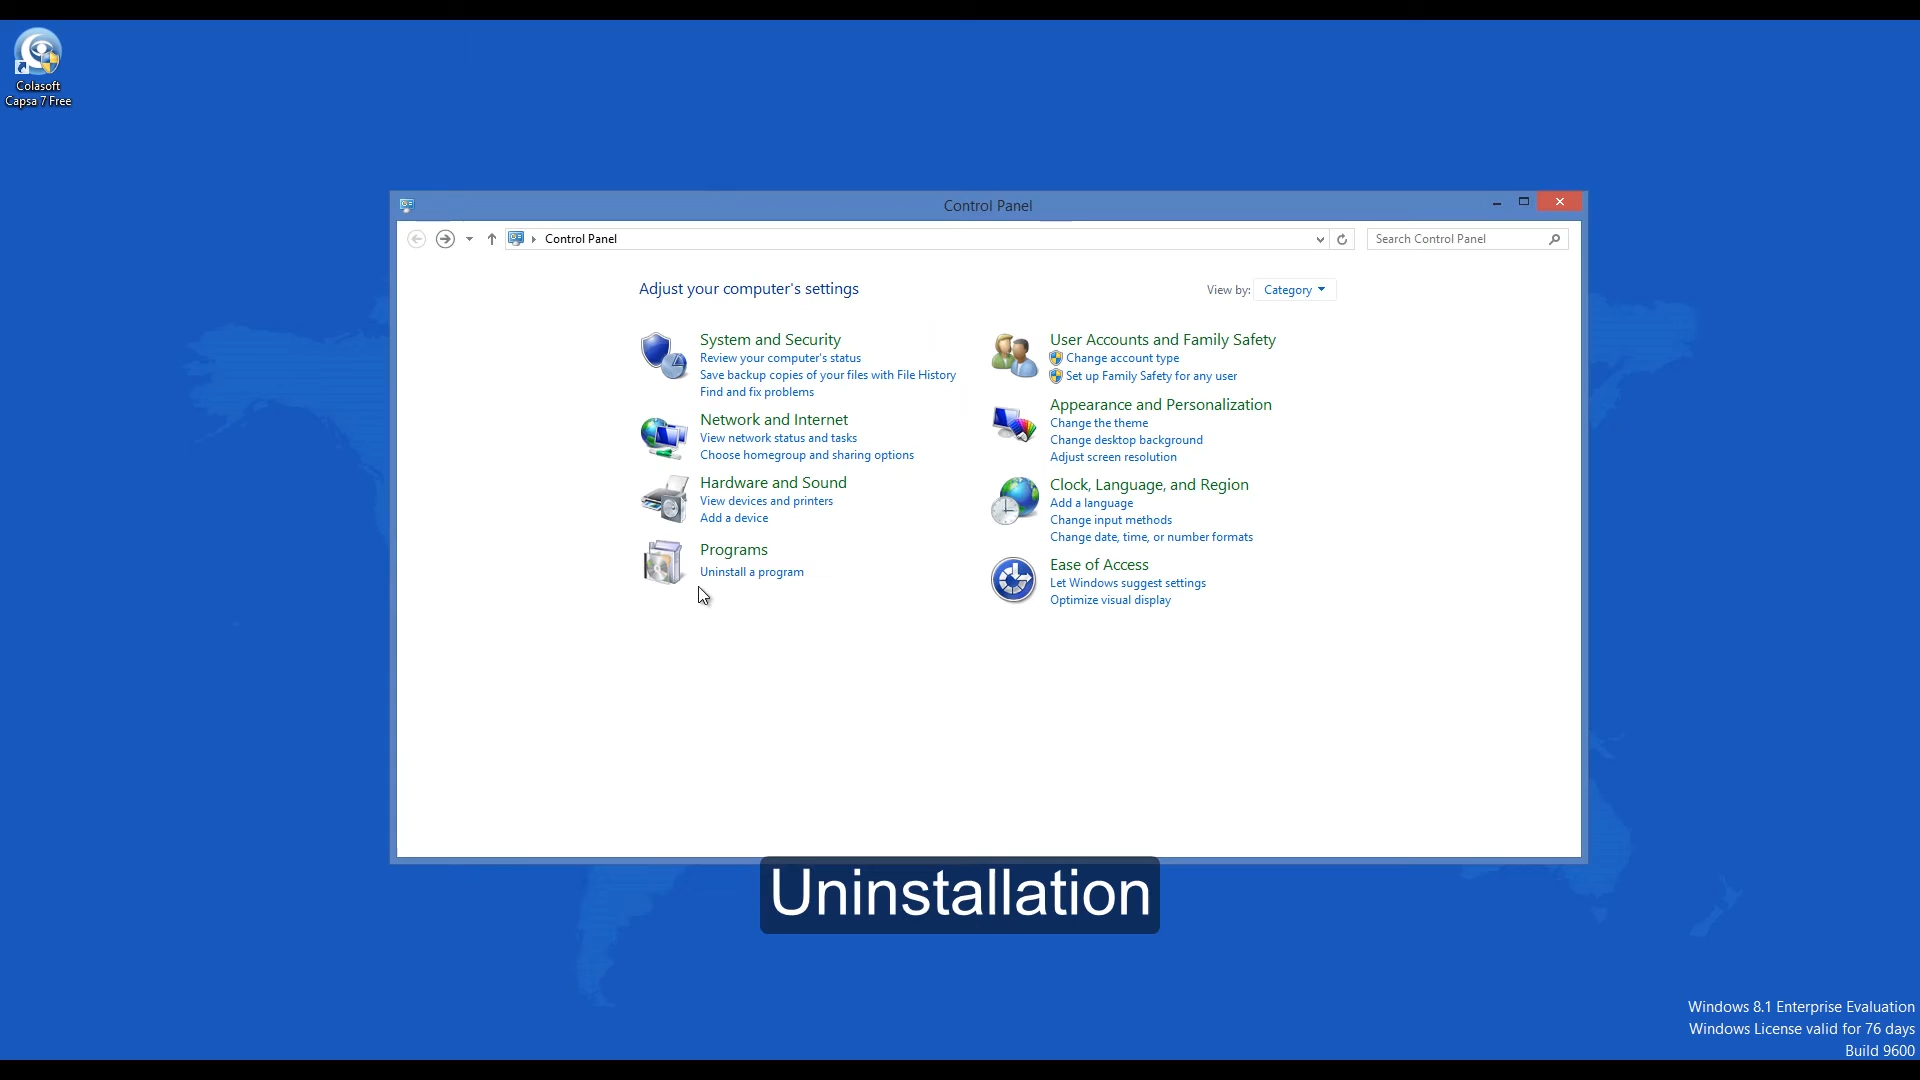 Colasoft
Capsa 7 Free
Control Panel
Control Panel
Search Control Panel
Adjust your computer's settings
View by: Category
System and Security
Review your computer's status
Save backup copies of your files with File History
Find and fix problems
Network and Internet
View network status and tasks
Choose homegroup and sharing options
Hardware and Sound
View devices and printers
Add a device
Programs
Uninstall a program
User Accounts and Family Safety
Change account type
Set up Family Safety for any user
Appearance and Personalization
Change the theme
Change desktop background
Adjust screen resolution
Clock, Language, and Region
Add a language
Change input methods
Change date, time, or number formats
Ease of Access
Let Windows suggest settings
Optimize visual display
Uninstallation
Windows 8.1 Enterprise Evaluation
Windows License valid for 76 days
Build 9600